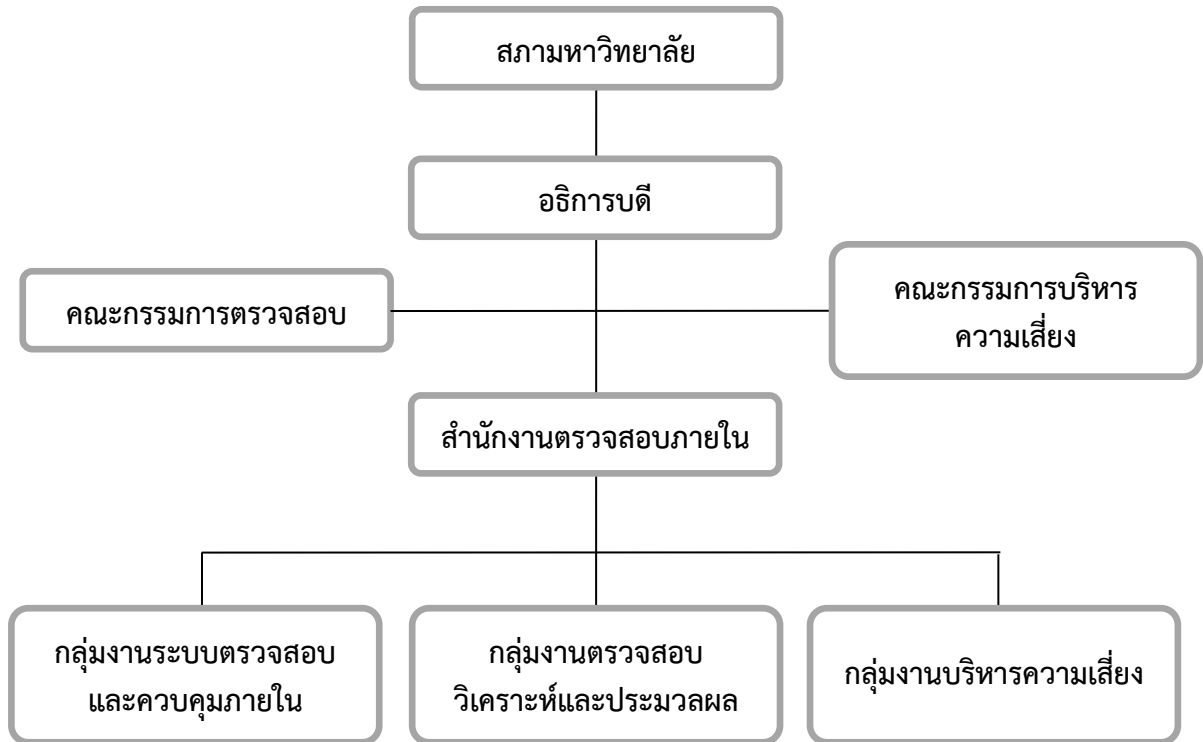 สภามหาวิทยาลัย
อธิการบดี
คณะกรรมการตรวจสอบ
คณะกรรมการบริหาร
ความเสี่ยง
สำนักงานตรวจสอบภายใน
กลุ่มงานระบบตรวจสอบ
และควบคุมภายใน
กลุ่มงานตรวจสอบ
วิเคราะห์และประมวลผล
กลุ่มงานบริหารความเสี่ยง